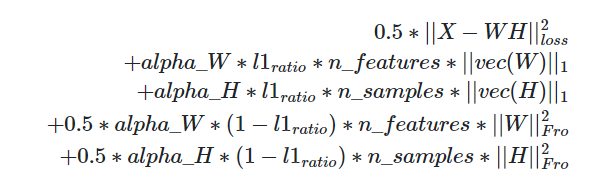 0.5 * ||X − WH||²_loss
+alpha_W * l1_ratio * n_features * ||vec(W)||_1
+alpha_H * l1_ratio * n_samples * ||vec(H)||_1
+0.5 * alpha_W * (1 − l1_ratio) * n_features * ||W||²_Fro
+0.5 * alpha_H * (1 − l1_ratio) * n_samples * ||H||²_Fro